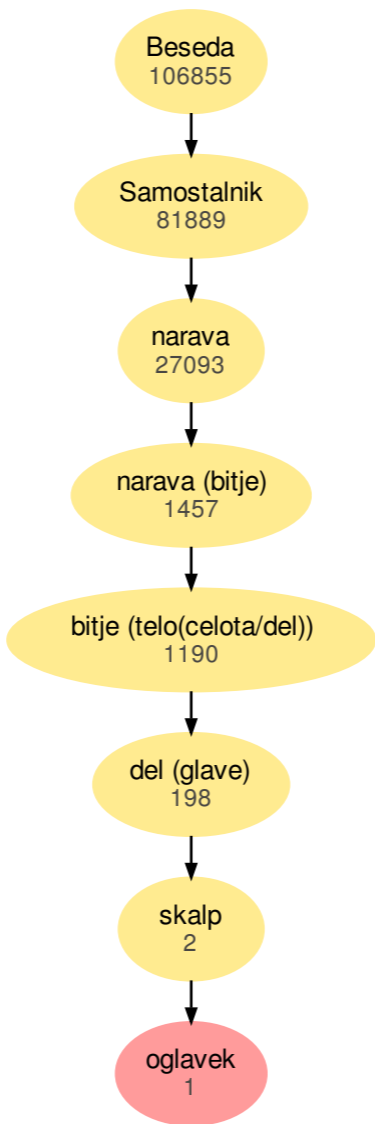 Beseda
106855
Samostalnik
81889
narava
27093
narava (bitje)
1457
bitje (telo(celota/del))
1190
del (glave)
198
skalp
2
oglavek
1